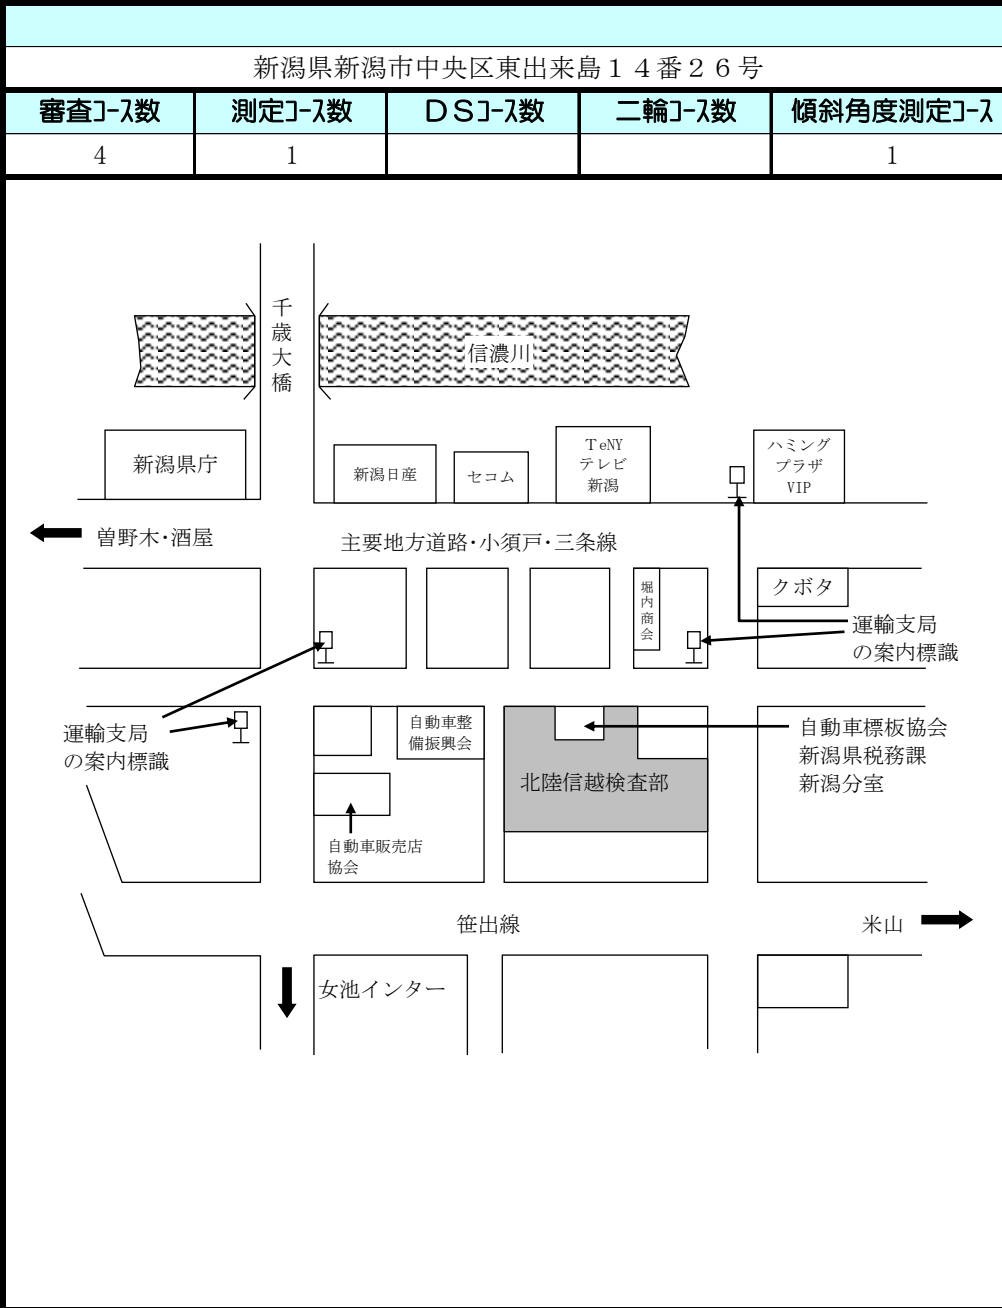 新潟県新潟市中央区東出来島１４番２６号
審査ｺｰｽ数
測定ｺｰｽ数
ＤＳｺｰｽ数
二輪ｺｰｽ数
傾斜角度測定ｺｰｽ
4
1
1
千歳大橋
信濃川
新潟県庁
新潟日産
セコム
TeNY
テレビ
新潟
ハミング
プラザ
VIP
曽野木･酒屋
主要地方道路･小須戸･三条線
堀内商会
クボタ
運輸支局
の案内標識
運輸支局
の案内標識
自動車整
備振興会
自動車標板協会
新潟県税務課
新潟分室
北陸信越検査部
自動車販売店
協会
笹出線
米山
女池インター